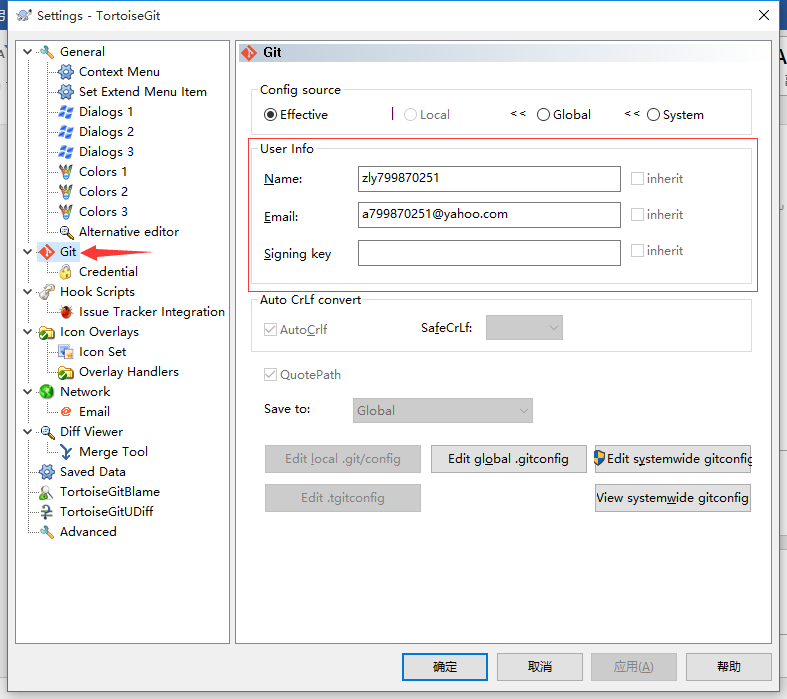 Settings - TortoiseGit
General
Context Menu
Set Extend Menu Item
Dialogs 1
Dialogs 2
Dialogs 3
Colors 1
Colors 2
Colors 3
Alternative editor
Git
Credential
Hook Scripts
Issue Tracker Integration
Icon Overlays
Icon Set
Overlay Handlers
Network
Email
Diff Viewer
Merge Tool
Saved Data
TortoiseGitBlame
TortoiseGitUDiff
Advanced
Git
Config source
Effective | Local << Global << System
User Info
Name: zly799870251 inherit
Email: a799870251@yahoo.com inherit
Signing key inherit
Auto CrLf convert
AutoCrlf SafeCrLf:
QuotePath
Save to: Global
Edit local .git/config Edit global .gitconfig Edit systemwide gitconfig
Edit .tgitconfig View systemwide gitconfig
确定 取消 应用(A) 帮助